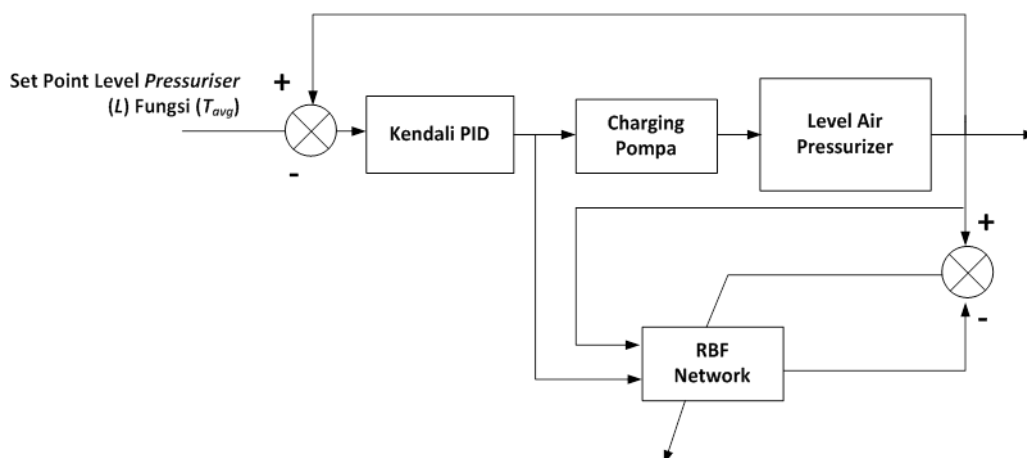 Set Point Level Pressuriser
(L) Fungsi (Tavg)
+
-
Kendali PID
Charging
Pompa
Level Air
Pressurizer
+
-
RBF
Network